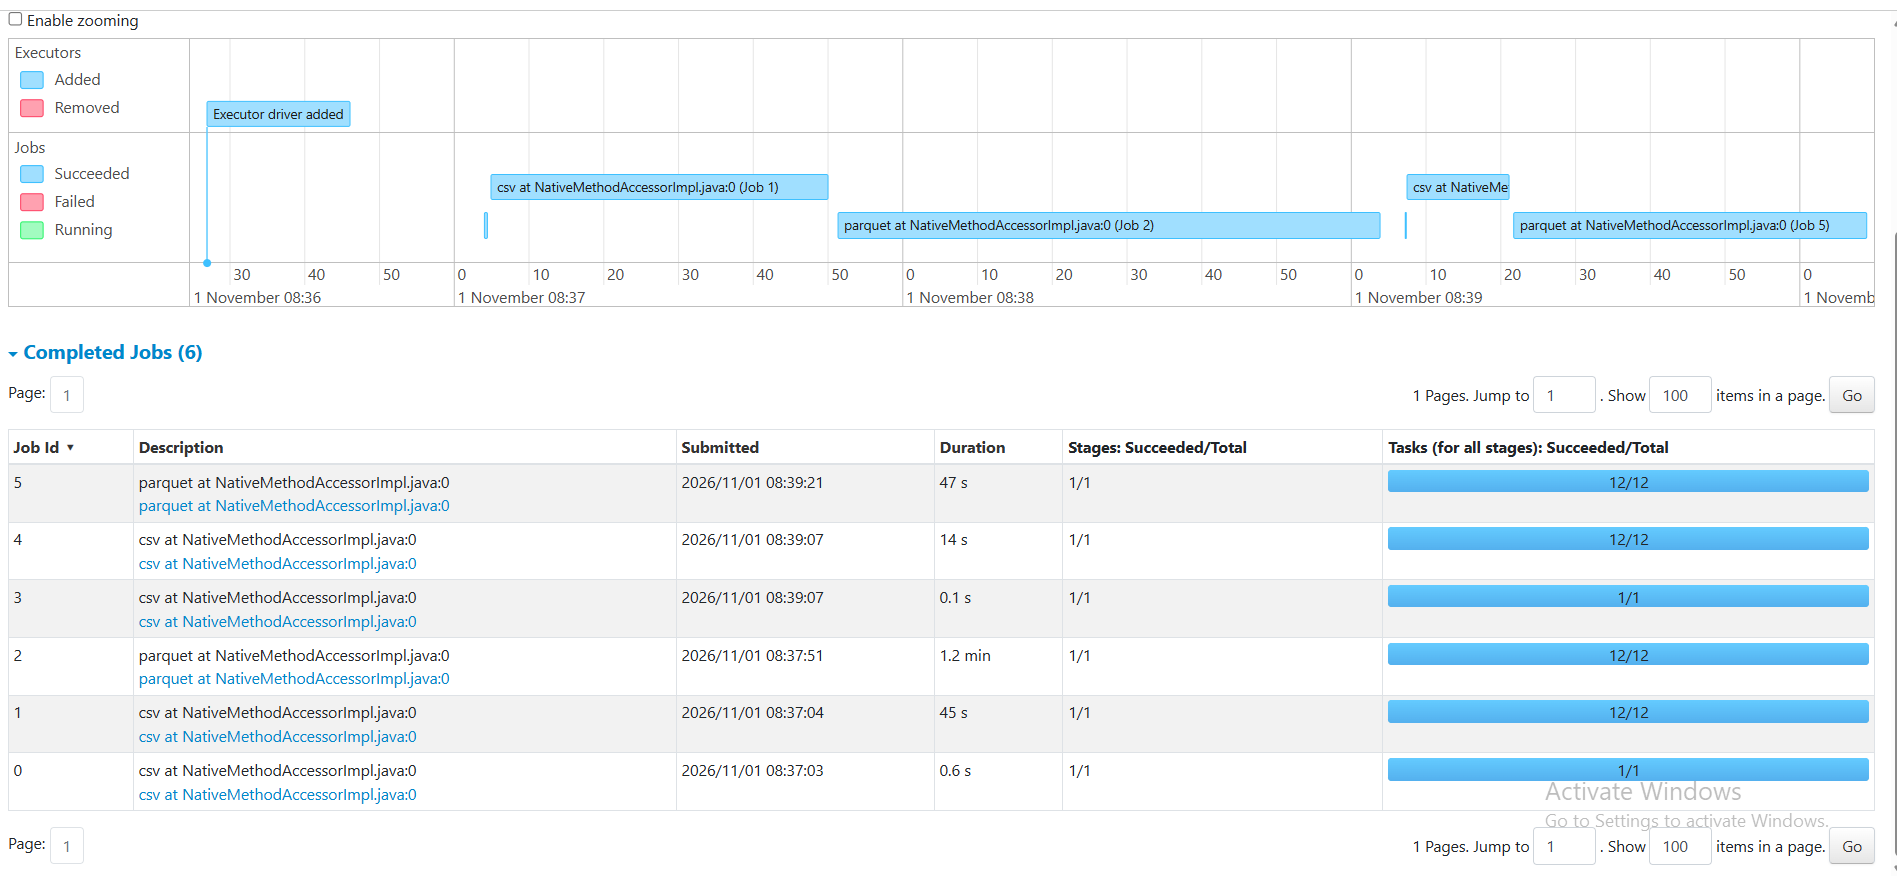 Enable zooming
Executors
Added
Removed
Executor driver added
Jobs
Succeeded
Failed
Running
csv at NativeMethodAccessorImpl.java:0 (Job 1)
csv at NativeMe
parquet at NativeMethodAccessorImpl.java:0 (Job 2)
parquet at NativeMethodAccessorImpl.java:0 (Job 5)
30 40 50 0 10 20 30 40 50 0 10 20 30 40 50 0 10 20 30 40 50 0
1 November 08:36 1 November 08:37 1 November 08:38 1 November 08:39 1 Novemb
Completed Jobs (6)
Page: 1 1 Pages. Jump to 1 . Show 100 items in a page. Go
Job Id ▾ Description Submitted Duration Stages: Succeeded/Total Tasks (for all stages): Succeeded/Total
5 parquet at NativeMethodAccessorImpl.java:0 2026/11/01 08:39:21 47 s 1/1 12/12
parquet at NativeMethodAccessorImpl.java:0
4 csv at NativeMethodAccessorImpl.java:0 2026/11/01 08:39:07 14 s 1/1 12/12
csv at NativeMethodAccessorImpl.java:0
3 csv at NativeMethodAccessorImpl.java:0 2026/11/01 08:39:07 0.1 s 1/1 1/1
csv at NativeMethodAccessorImpl.java:0
2 parquet at NativeMethodAccessorImpl.java:0 2026/11/01 08:37:51 1.2 min 1/1 12/12
parquet at NativeMethodAccessorImpl.java:0
1 csv at NativeMethodAccessorImpl.java:0 2026/11/01 08:37:04 45 s 1/1 12/12
csv at NativeMethodAccessorImpl.java:0
0 csv at NativeMethodAccessorImpl.java:0 2026/11/01 08:37:03 0.6 s 1/1 1/1
csv at NativeMethodAccessorImpl.java:0
Activate Windows
Go to Settings to activate Windows.
Page: 1 1 Pages. Jump to 1 . Show 100 items in a page. Go